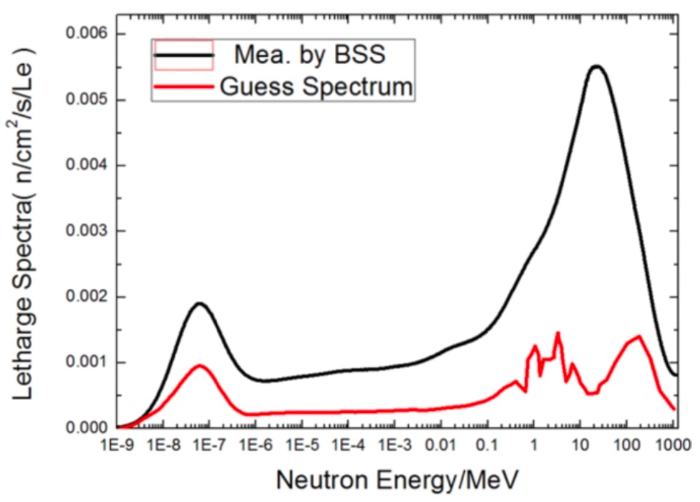 0.006
0.005
0.004
0.003
0.002
0.001
0.000
Letharge Spectra( n/cm²/s/Le )
Mea. by BSS
Guess Spectrum
1E-9 1E-8 1E-7 1E-6 1E-5 1E-4 1E-3 0.01 0.1 1 10 100 1000
Neutron Energy/MeV